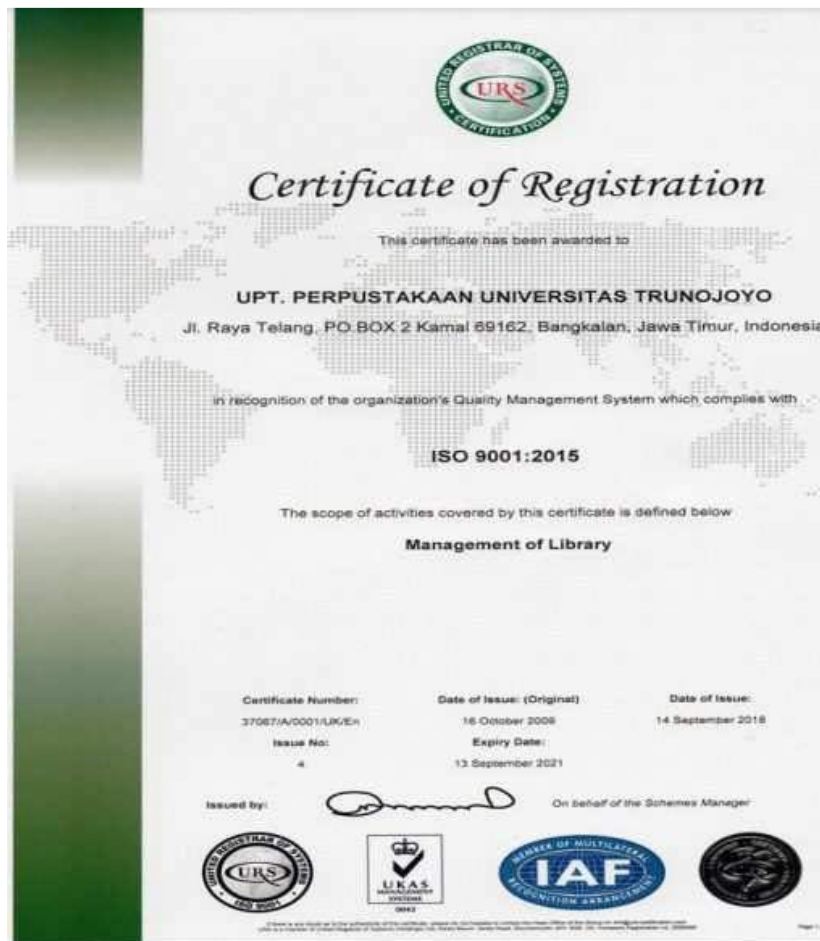 UNITED REGISTRAR OF SYSTEMS
URS
CERTIFICATION
Certificate of Registration
This certificate has been awarded to
UPT. PERPUSTAKAAN UNIVERSITAS TRUNOJOYO
Jl. Raya Telang, PO.BOX 2 Kamal 69162, Bangkalan, Jawa Timur, Indonesia
in recognition of the organization's Quality Management System which complies with
ISO 9001:2015
The scope of activities covered by this certificate is defined below
Management of Library
Certificate Number: Date of Issue: (Original) Date of Issue:
37067/A/0001/UK/En 16 October 2009 14 September 2018
Issue No: Expiry Date:
4 13 September 2021
Issued by: On behalf of the Schemes Manager
UNITED REGISTRAR OF SYSTEMS
URS
ISO 9001
UKAS
MANAGEMENT
SYSTEMS
0043
MEMBER OF MULTILATERAL
IAF
RECOGNITION ARRANGEMENT